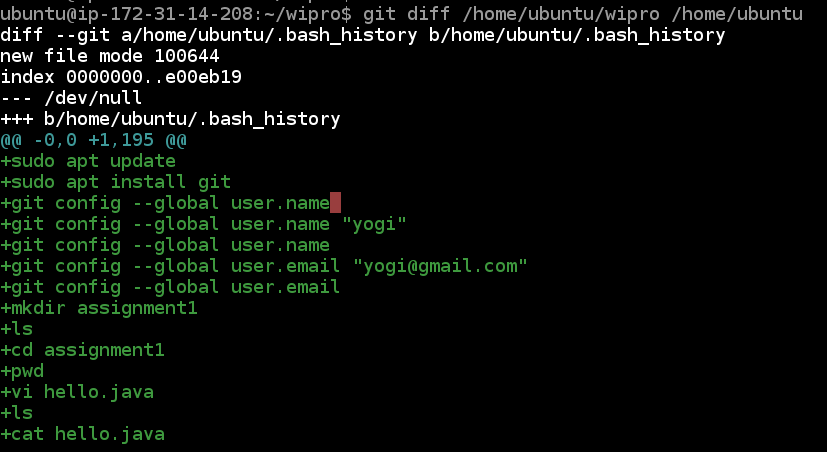 ubuntu@ip-172-31-14-208:~/wipro$ git diff /home/ubuntu/wipro /home/ubuntu
diff --git a/home/ubuntu/.bash_history b/home/ubuntu/.bash_history
new file mode 100644
index 0000000..e00eb19
--- /dev/null
+++ b/home/ubuntu/.bash_history
@@ -0,0 +1,195 @@
+sudo apt update
+sudo apt install git
+git config --global user.name
+git config --global user.name "yogi"
+git config --global user.name
+git config --global user.email "yogi@gmail.com"
+git config --global user.email
+mkdir assignment1
+ls
+cd assignment1
+pwd
+vi hello.java
+ls
+cat hello.java